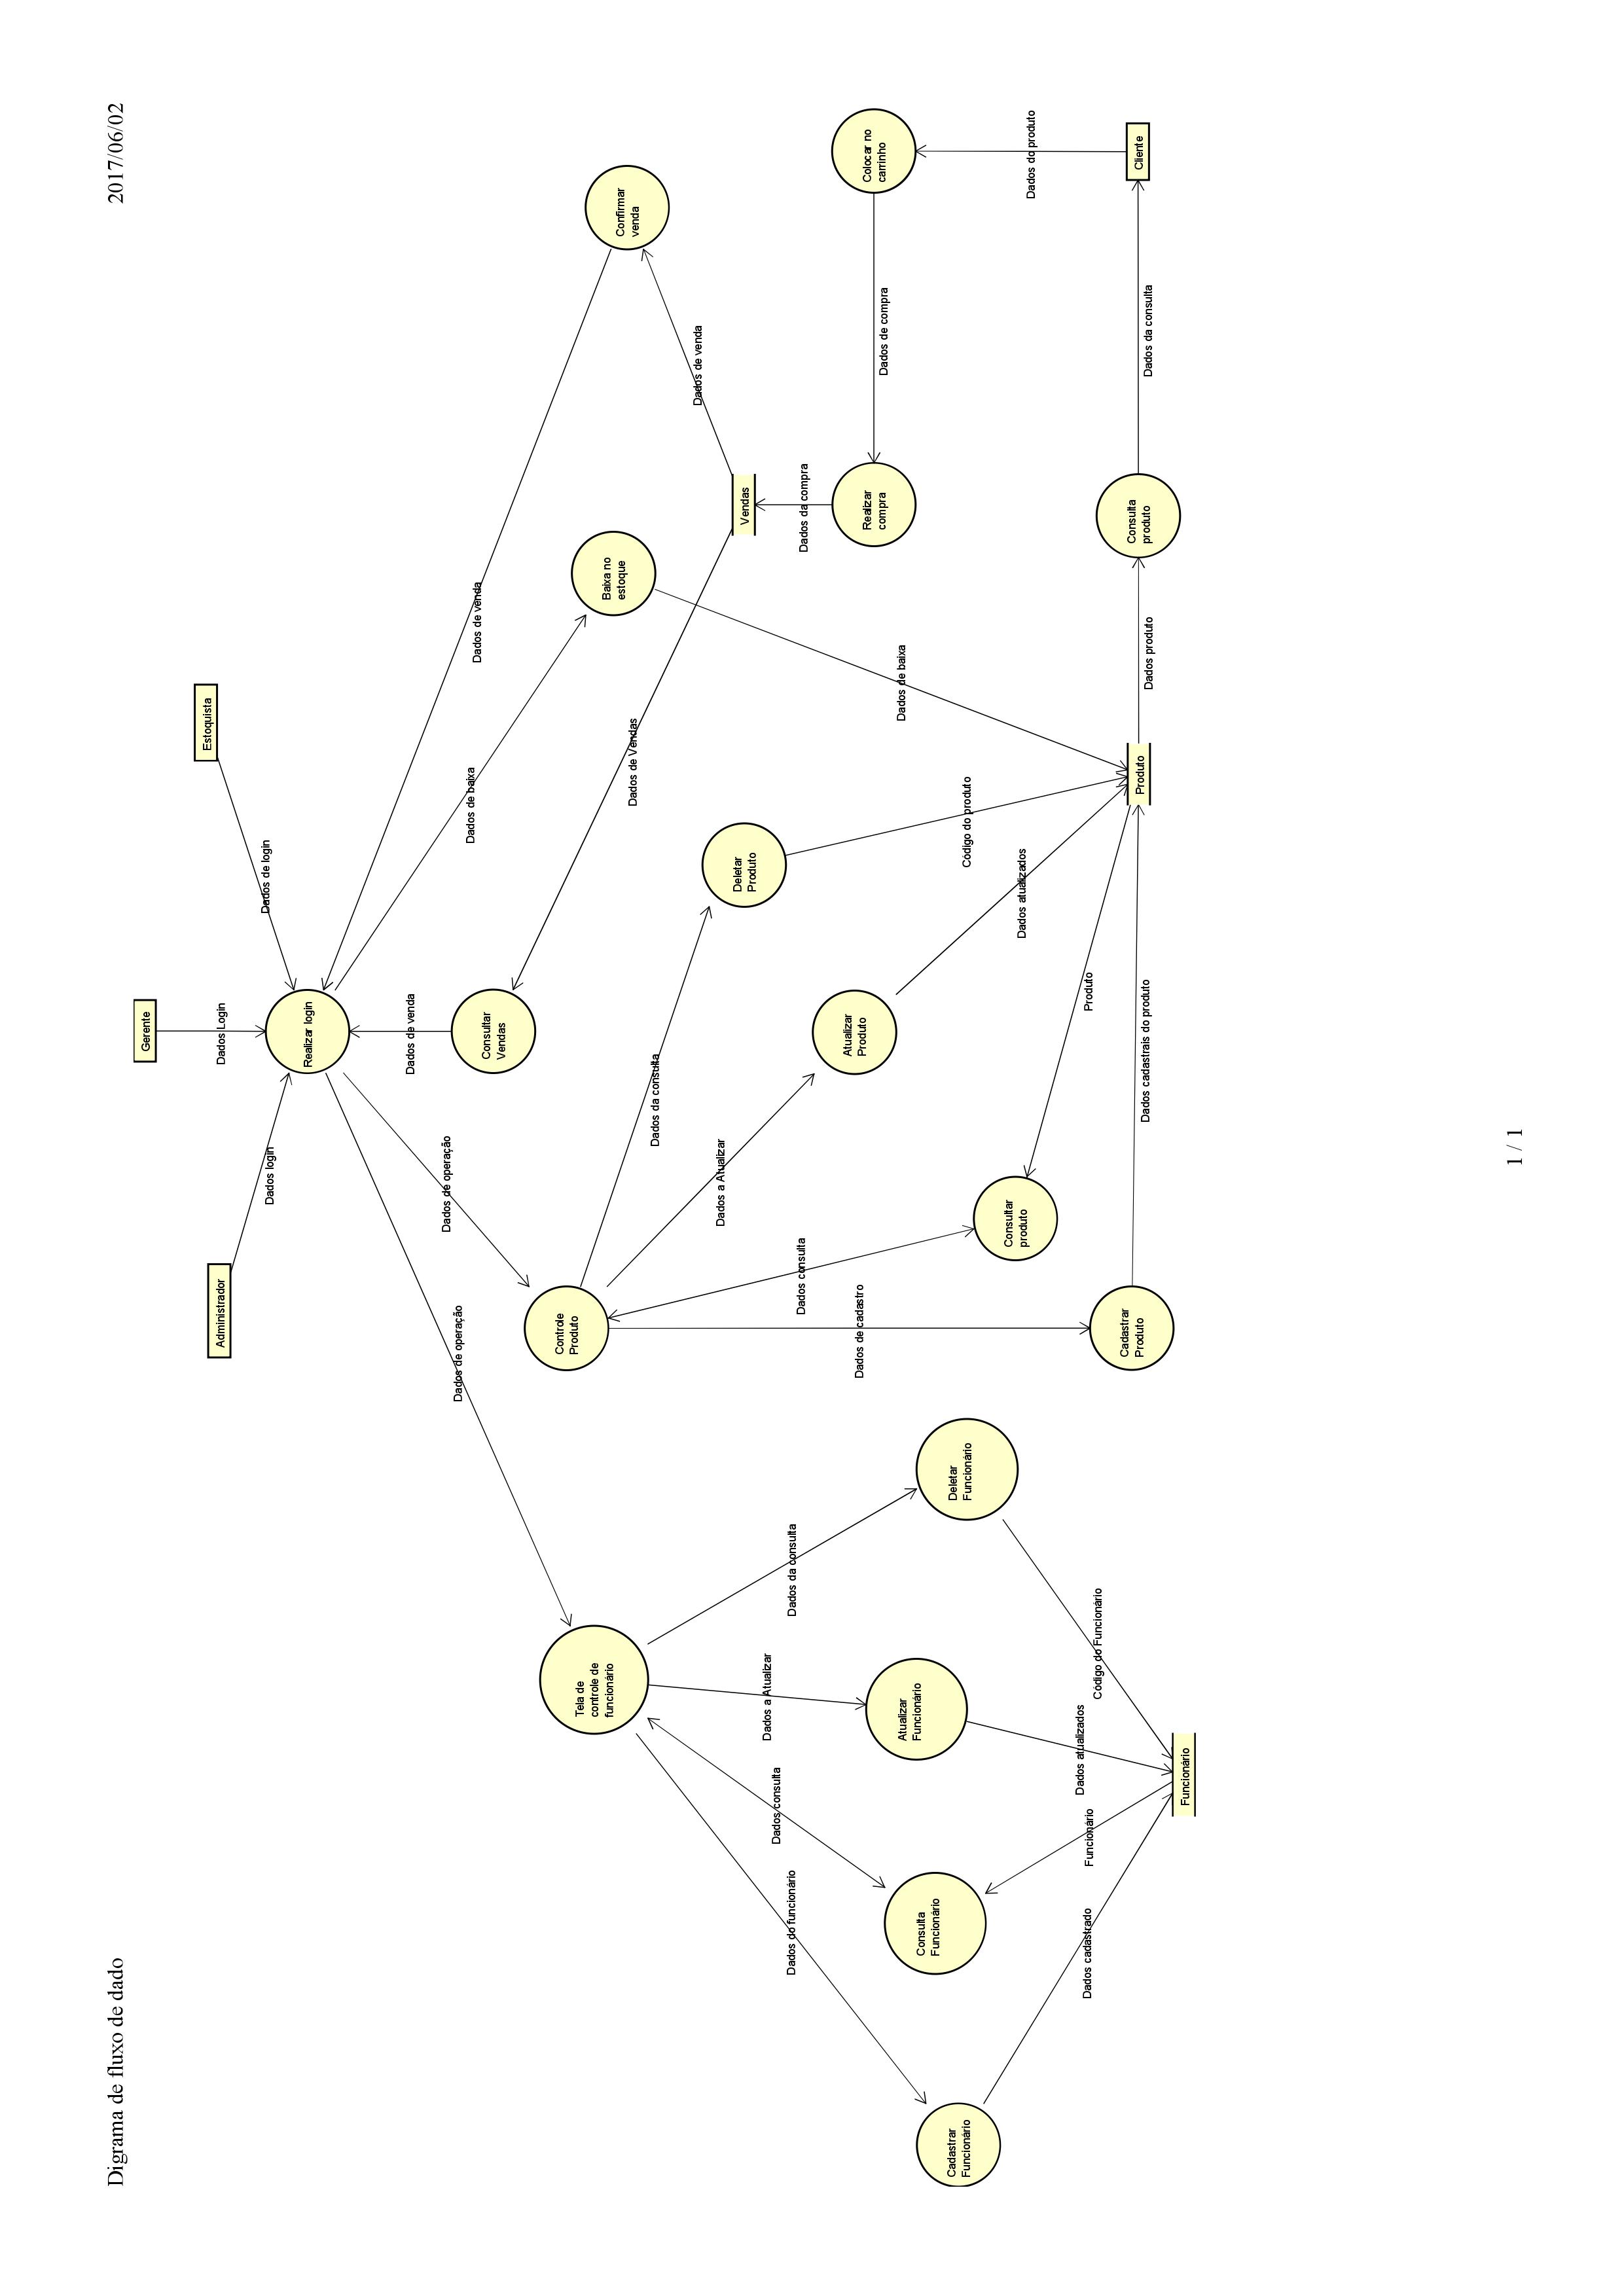 Digrama de fluxo de dado
2017/06/02
Gerente
Estoquista
Administrador
Dados Login
Dados de login
Dados login
Realizar login
Dados de venda
Dados de baixa
Dados de venda
Dados de operação
Dados de operação
Consultar
Vendas
Confirmar
venda
Baixa no
estoque
Tela de
controle de
funcionário
Controle
Produto
Dados de Vendas
Dados de venda
Vendas
Dados da compra
Realizar
compra
Dados de compra
Colocar no
carrinho
Dados do produto
Cliente
Dados da consulta
Consulta
produto
Dados produto
Produto
Dados de baixa
Dados da consulta
Deletar
Produto
Código do produto
Dados a Atualizar
Atualizar
Produto
Dados atualizados
Dados consulta
Consultar
produto
Produto
Dados de cadastro
Cadastrar
Produto
Dados cadastrais do produto
Dados da consulta
Deletar
Funcionário
Código do Funcionário
Dados a Atualizar
Atualizar
Funcionário
Dados atualizados
Dados consulta
Consulta
Funcionário
Funcionário
Dados do funcionário
Cadastrar
Funcionário
Dados cadastrado
Funcionário
1 / 1